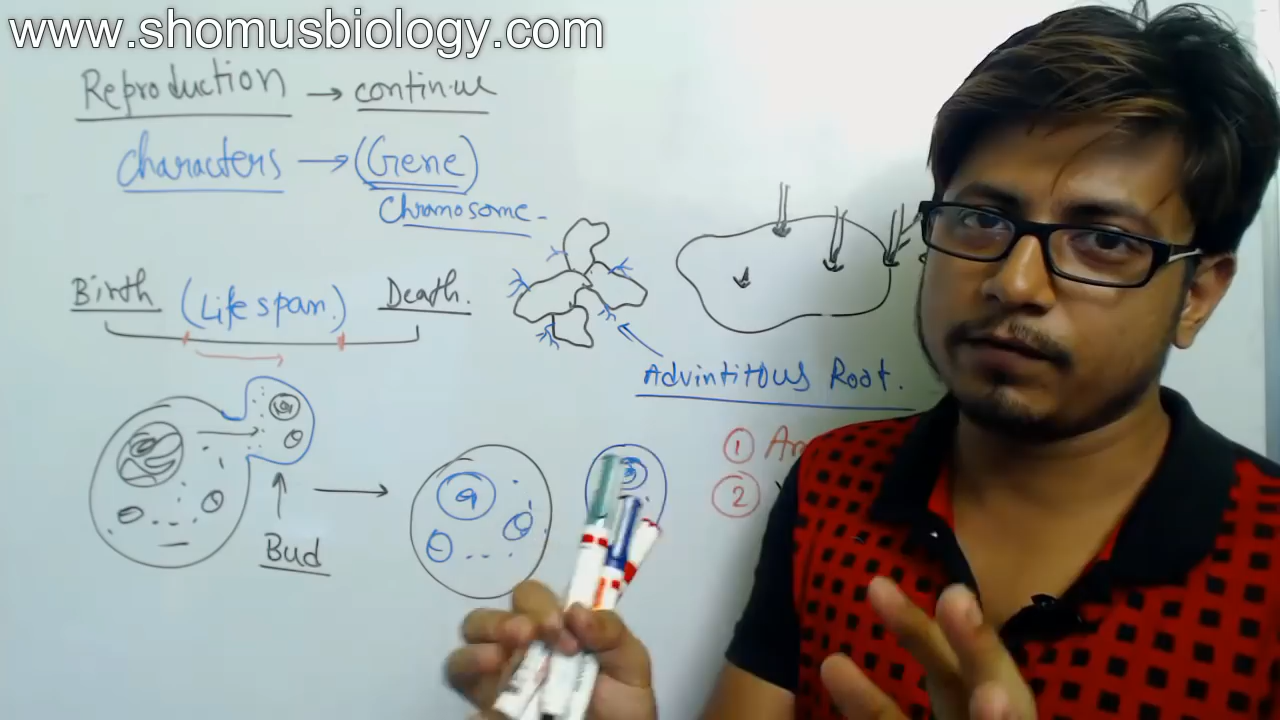 www.shomusbiology.com
Reproduction → continue
Characters → (Gene)
Chromosome -
Birth (Life span.) Death.
Advintitous Root.
1
2
Bud